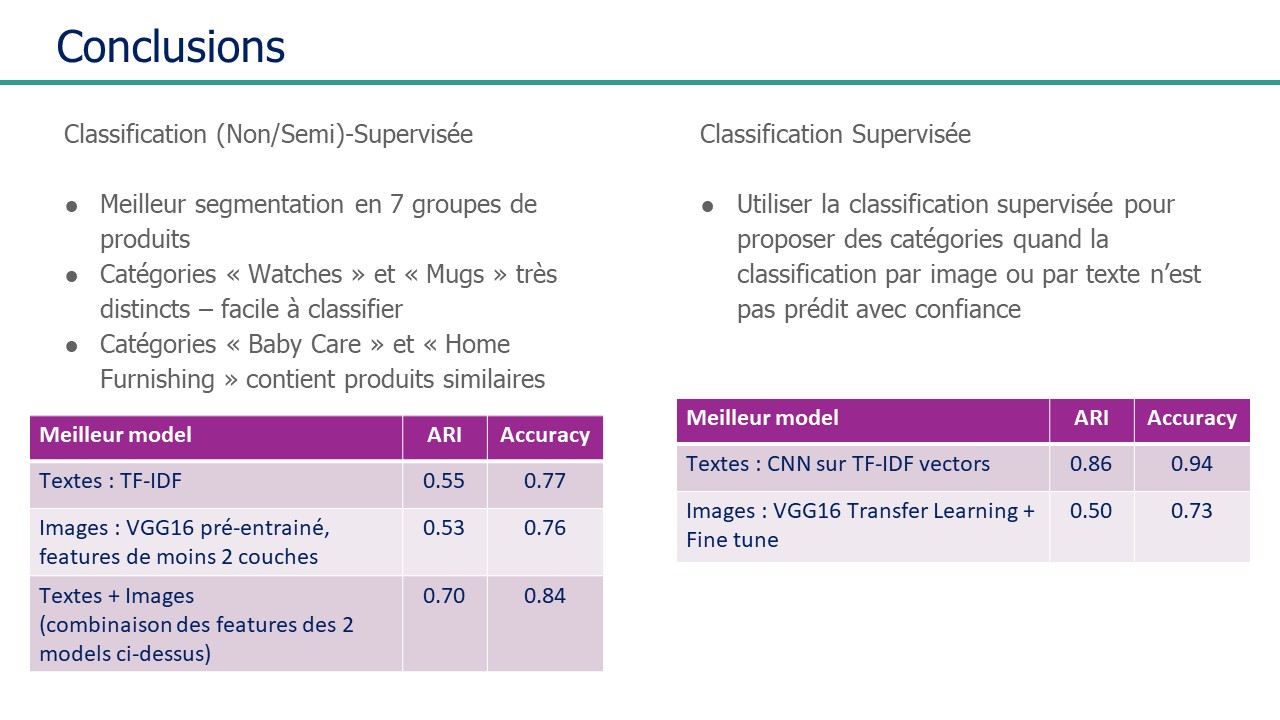 Conclusions
Classification (Non/Semi)-Supervisée
● Meilleur segmentation en 7 groupes de
produits
● Catégories « Watches » et « Mugs » très
distincts – facile à classifier
● Catégories « Baby Care » et « Home
Furnishing » contient produits similaires
Meilleur model ARI Accuracy
Textes : TF-IDF 0.55 0.77
Images : VGG16 pré-entrainé, 0.53 0.76
features de moins 2 couches
Textes + Images 0.70 0.84
(combinaison des features des 2
models ci-dessus)
Classification Supervisée
● Utiliser la classification supervisée pour
proposer des catégories quand la
classification par image ou par texte n’est
pas prédit avec confiance
Meilleur model ARI Accuracy
Textes : CNN sur TF-IDF vectors 0.86 0.94
Images : VGG16 Transfer Learning + 0.50 0.73
Fine tune